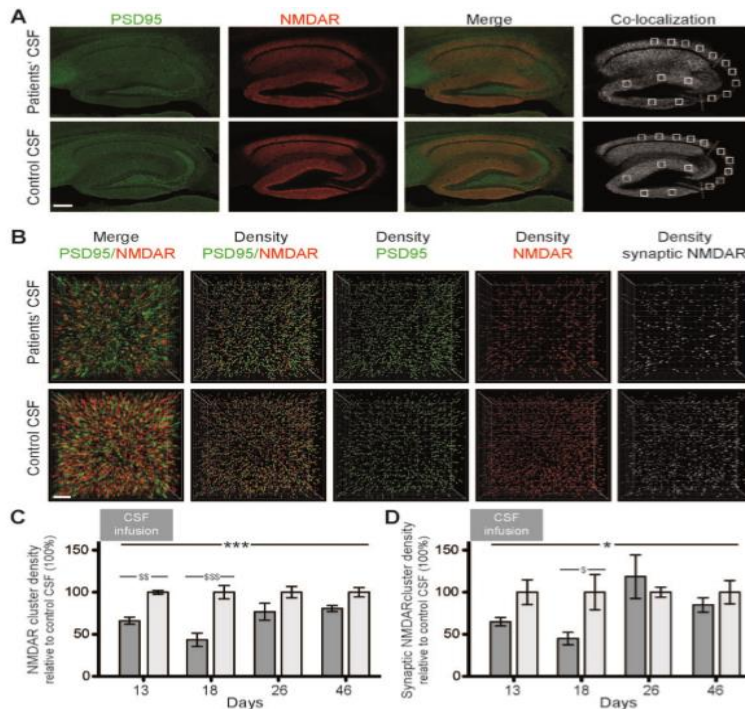 A
PSD95 NMDAR Merge Co-localization
Patients' CSF
Control CSF
B
Merge Density Density Density Density
PSD95/NMDAR PSD95/NMDAR PSD95 NMDAR synaptic NMDAR
Patients' CSF
Control CSF
C
CSF
infusion
NMDAR cluster density
relative to control CSF (100%)
150
100
50
0
***
$$ $$$
13 18 26 46
Days
D
CSF
infusion
Synaptic NMDARcluster density
relative to control CSF (100%)
150
100
50
0
*
$
13 18 26 46
Days